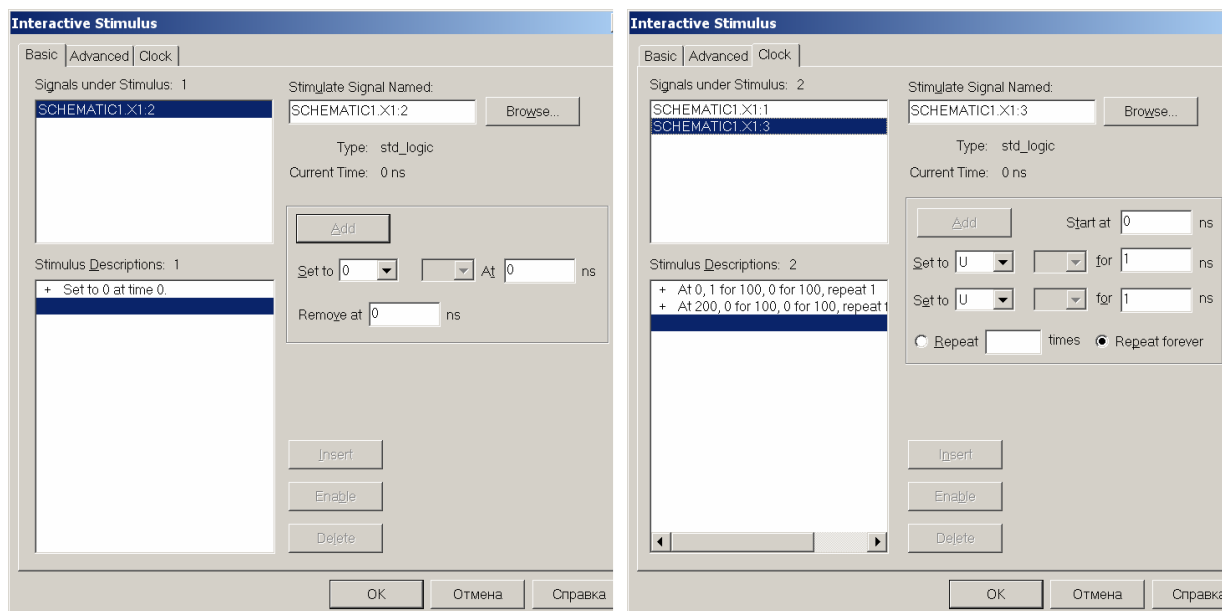 Interactive Stimulus
Basic Advanced Clock
Signals under Stimulus: 1
SCHEMATIC1.X1:2
Stimulate Signal Named:
SCHEMATIC1.X1:2 Browse...
Type: std_logic
Current Time: 0 ns
Add
Set to 0 At 0 ns
Remove at 0 ns
Stimulus Descriptions: 1
+ Set to 0 at time 0.
Insert
Enable
Delete
OK Отмена Справка
Interactive Stimulus
Basic Advanced Clock
Signals under Stimulus: 2
SCHEMATIC1.X1:1
SCHEMATIC1.X1:3
Stimulate Signal Named:
SCHEMATIC1.X1:3 Browse...
Type: std_logic
Current Time: 0 ns
Add Start at 0 ns
Set to U for 1 ns
Set to U for 1 ns
Repeat times Repeat forever
Stimulus Descriptions: 2
+ At 0, 1 for 100, 0 for 100, repeat 1
+ At 200, 0 for 100, 0 for 100, repeat
Insert
Enable
Delete
OK Отмена Справка